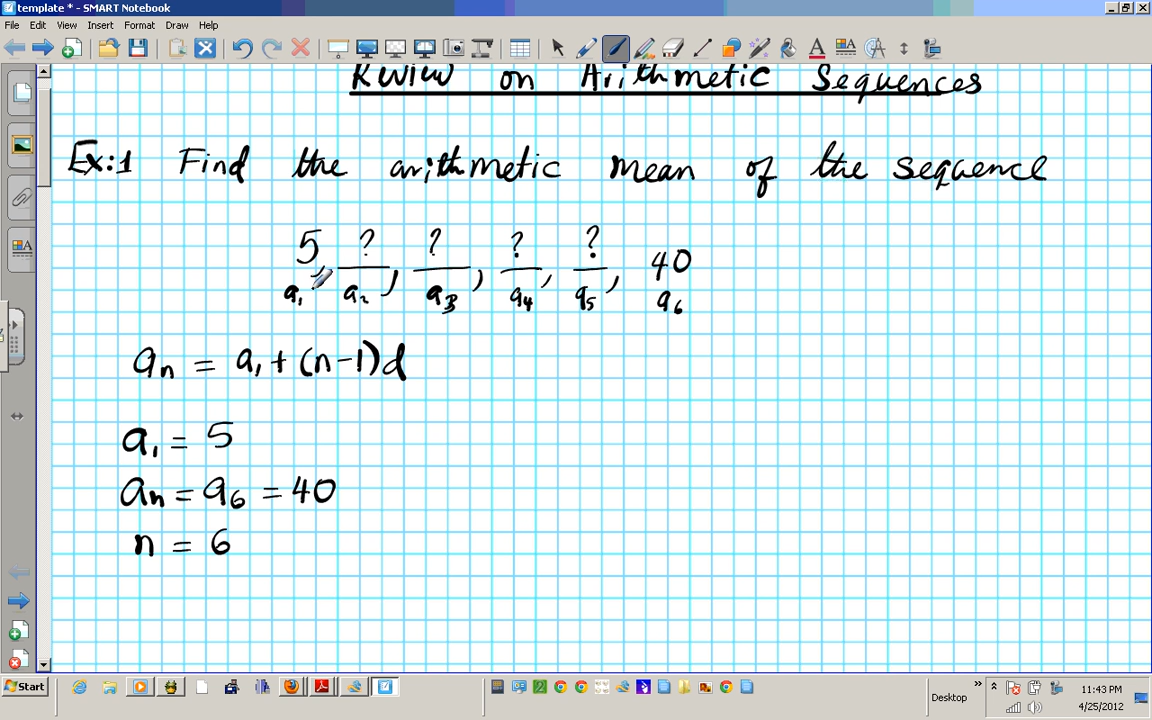 template * - SMART Notebook
File Edit View Insert Format Draw Help
Review on Arithmetic Sequences
Ex:1 Find the arithmetic mean of the sequence
5, ?, ?, ?, ?, 40
a₁ a₂ a₃ a₄ a₅ a₆
aₙ = a₁ + (n-1)d
a₁ = 5
aₙ = a₆ = 40
n = 6
Start
Desktop
»
11:43 PM
4/25/2012